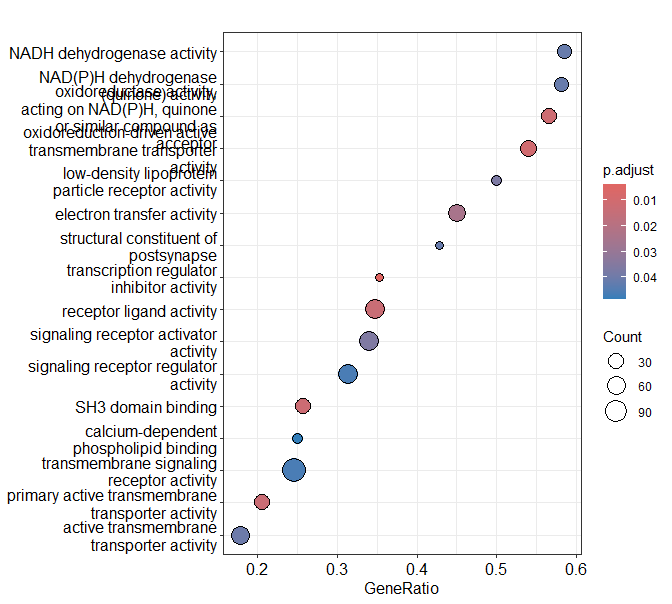 NADH dehydrogenase activity
NAD(P)H dehydrogenase
(quinone) activity
oxidoreductase activity,
acting on NAD(P)H, quinone
or similar compound as
acceptor
oxidoreduction-driven active
transmembrane transporter
activity
low-density lipoprotein
particle receptor activity
electron transfer activity
structural constituent of
postsynapse
transcription regulator
inhibitor activity
receptor ligand activity
signaling receptor activator
activity
signaling receptor regulator
activity
SH3 domain binding
calcium-dependent
phospholipid binding
transmembrane signaling
receptor activity
primary active transmembrane
transporter activity
active transmembrane
transporter activity
0.2 0.3 0.4 0.5 0.6
GeneRatio
p.adjust
0.01
0.02
0.03
0.04
Count
30
60
90